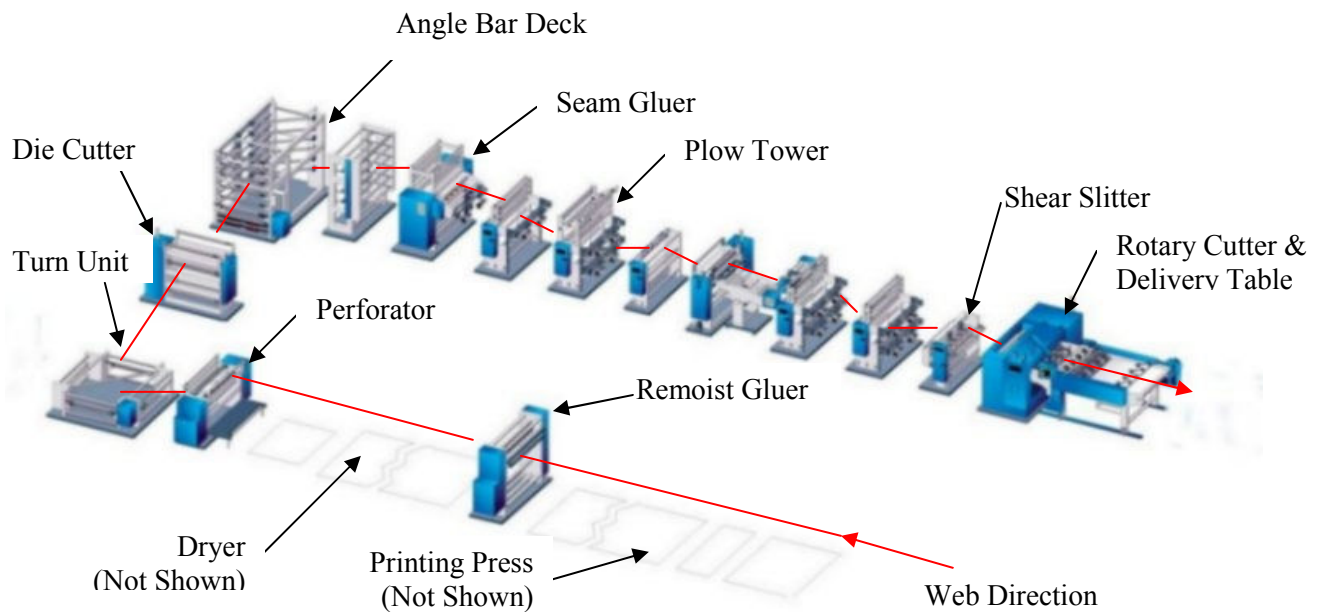 Angle Bar Deck
Seam Gluer
Die Cutter
Plow Tower
Shear Slitter
Rotary Cutter &
Delivery Table
Turn Unit
Perforator
Remoist Gluer
Dryer
(Not Shown)
Printing Press
(Not Shown)
Web Direction